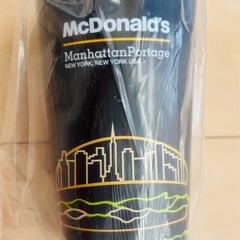 McDonald's
ManhattanPortage
NEW YORK, NEW YORK USA